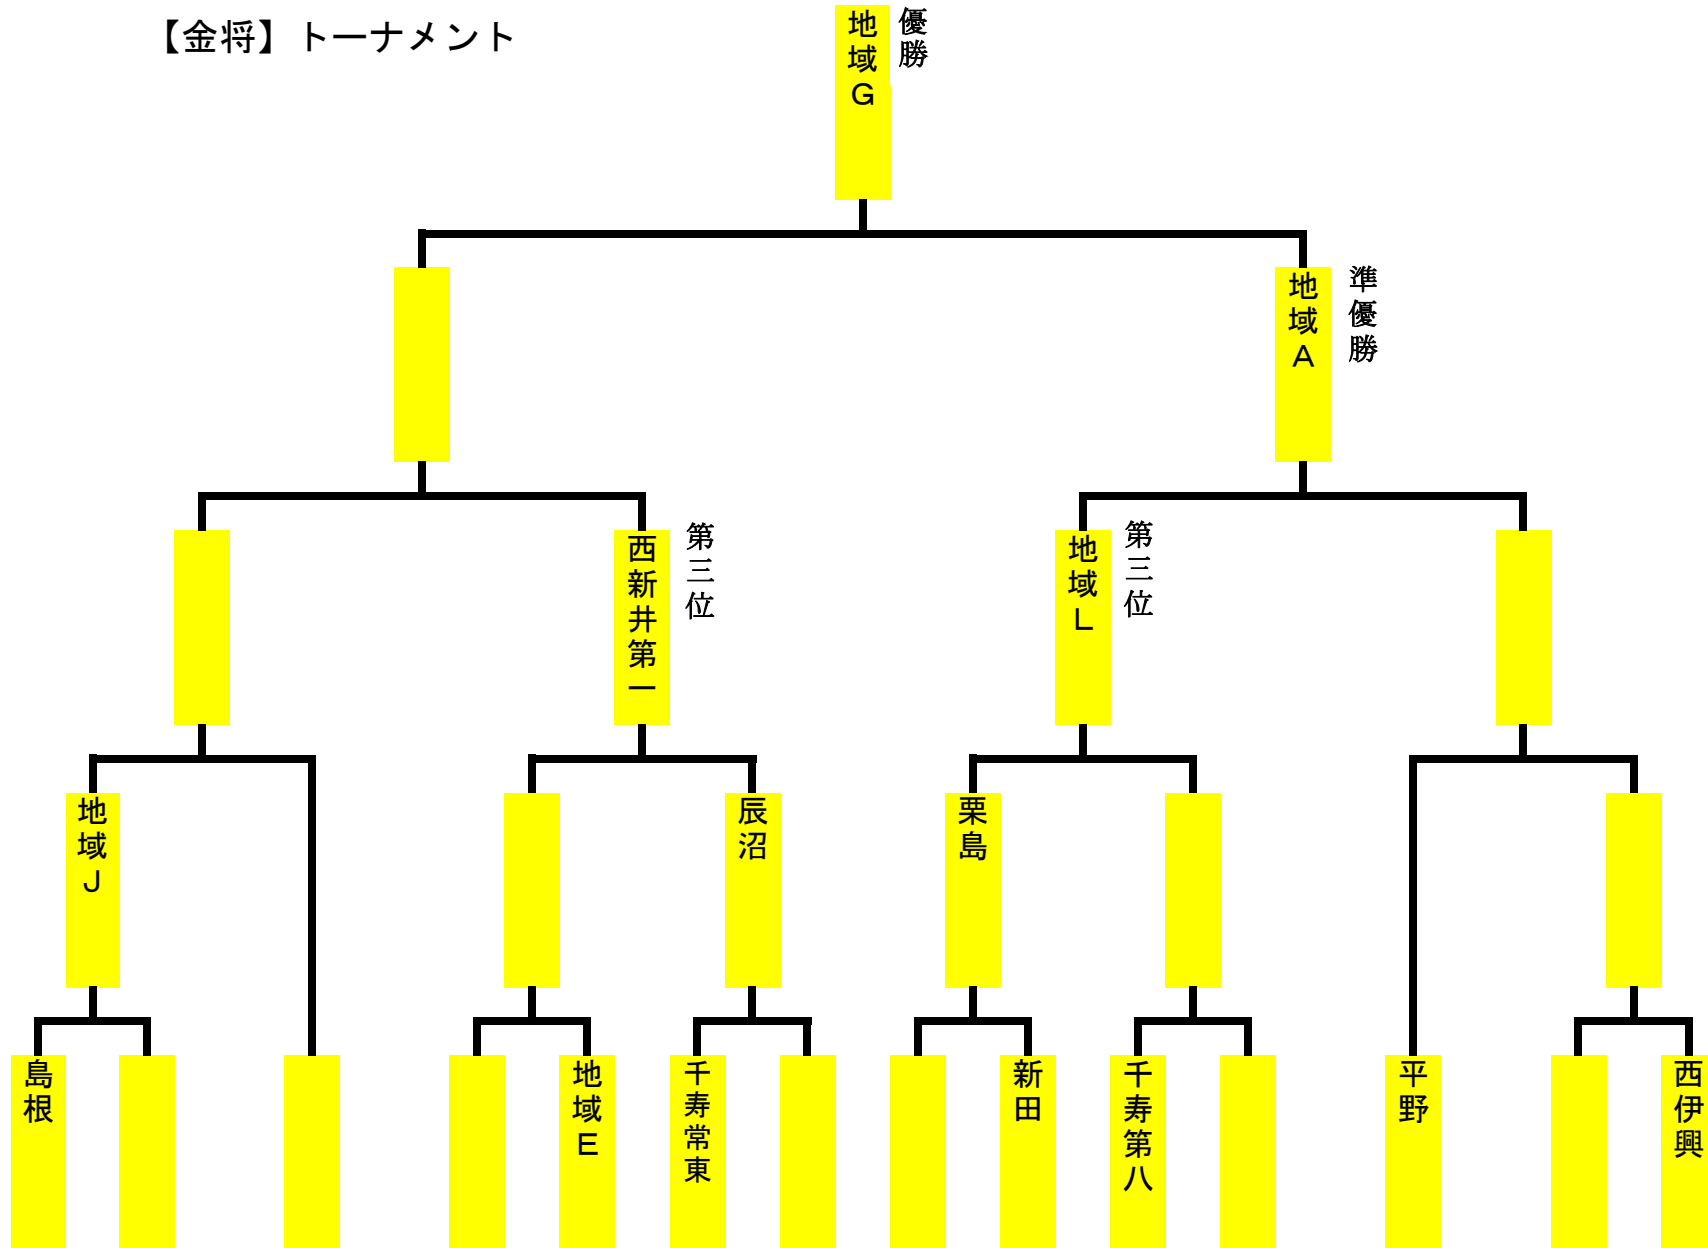 【金将】トーナメント
地域G
優勝
地域A
準優勝
西新井第一
第三位
地域L
第三位
地域J
辰沼
栗島
島根
地域E
千寿常東
新田
千寿第八
平野
西伊興